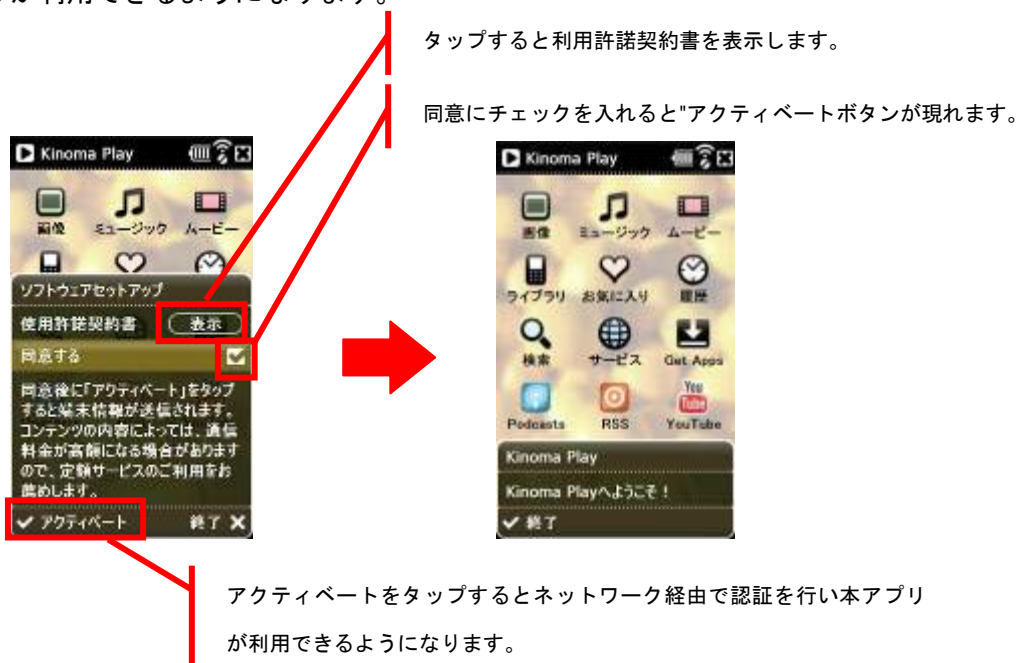 が利用できるようになります。
タップすると利用許諾契約書を表示します。
同意にチェックを入れると"アクティベートボタンが現れます。
Kinoma Play
画像 ミュージック ムービー
ソフトウェアセットアップ
使用許諾契約書 表示
同意する
同意後に「アクティベート」をタップ
すると端末情報が送信されます。
コンテンツの内容によっては、通信
料金が高額になる場合があります
ので、定額サービスのご利用をお
薦めします。
アクティベート 終了
Kinoma Play
画像 ミュージック ムービー
ライブラリ お気に入り 履歴
検索 サービス Get Apps
You
Tube
Podcasts RSS YouTube
Kinoma Play
Kinoma Playへようこそ！
終了
アクティベートをタップするとネットワーク経由で認証を行い本アプリ
が利用できるようになります。